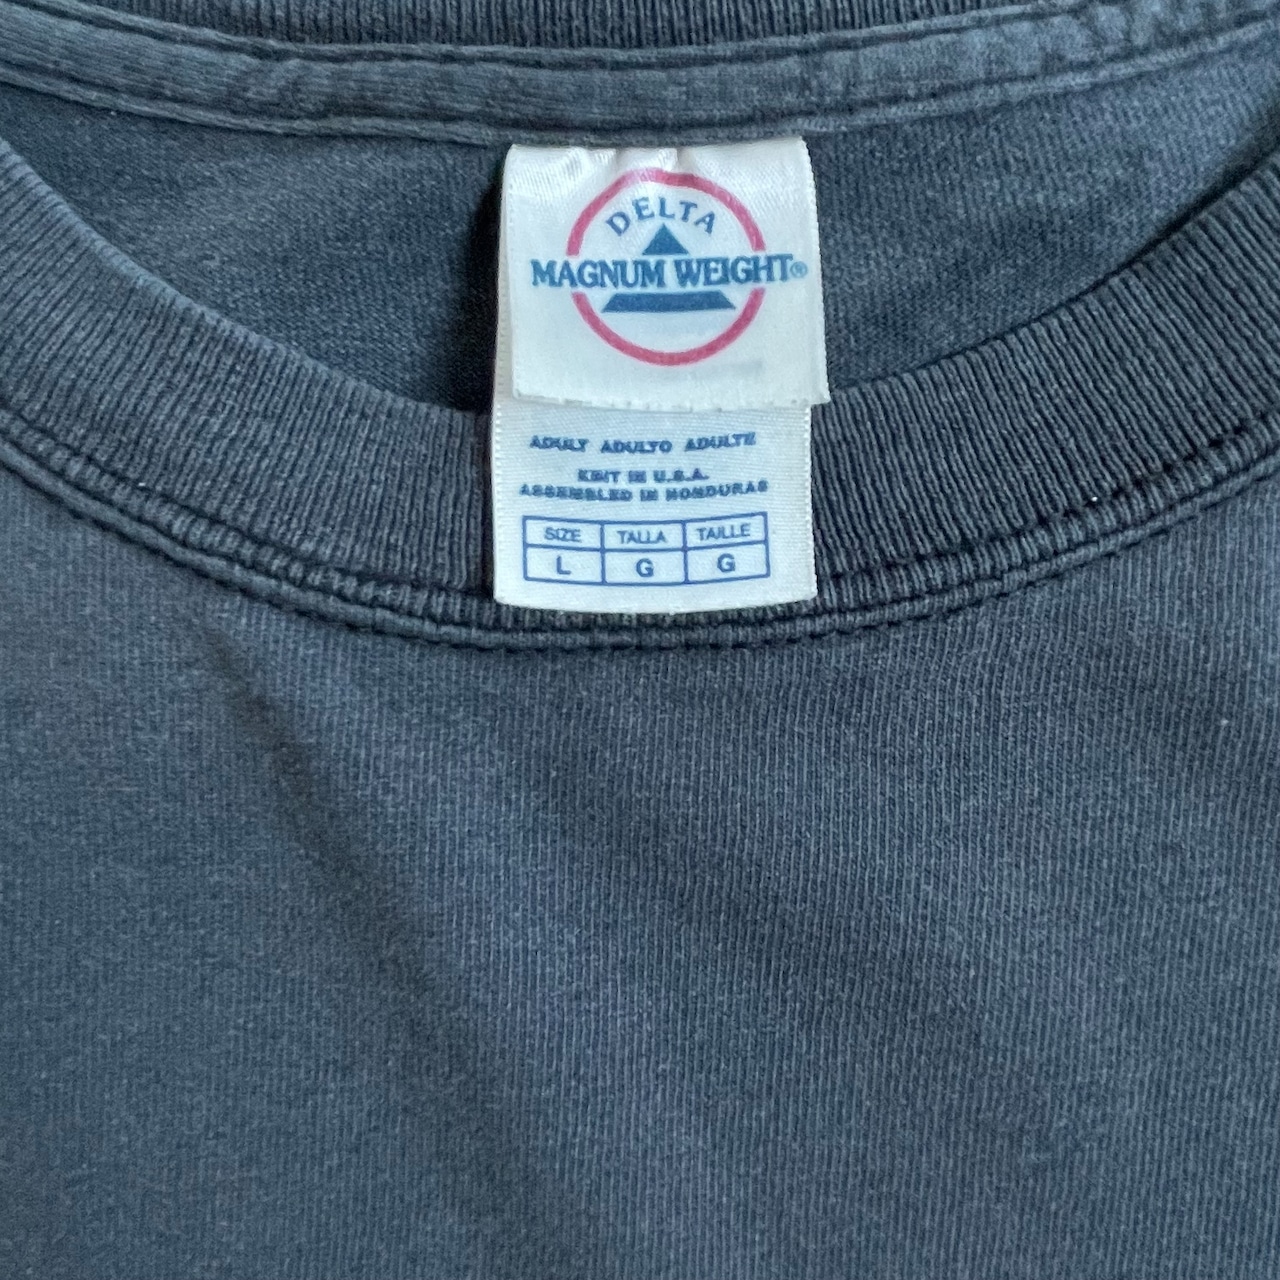 DELTA
MAGNUM WEIGHT®
ADULT ADULTO ADULTE
KNIT IN U.S.A.
ASSEMBLED IN HONDURAS
SIZE TALLA TAILLE
L G G